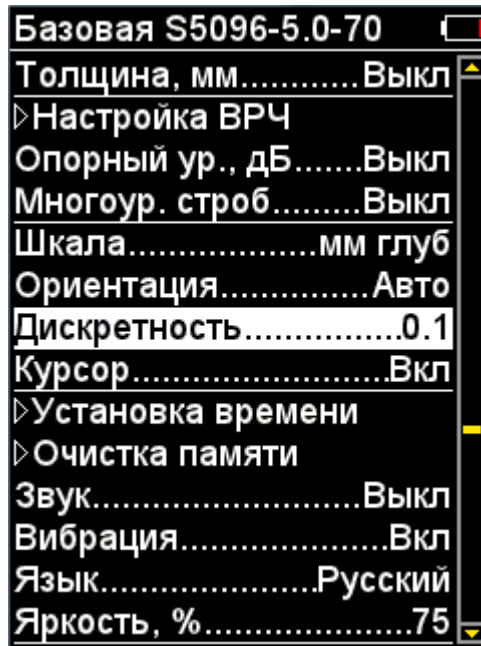 Базовая S5096-5.0-70
Толщина, мм............Выкл
▷Настройка ВРЧ
Опорный ур., дБ.......Выкл
Многоур. строб.........Выкл
Шкала...................мм глуб
Ориентация...............Авто
Дискретность................0.1
Курсор..........................Вкл
▷Установка времени
▷Очистка памяти
Звук...........................Выкл
Вибрация.....................Вкл
Язык......................Русский
Яркость, %.....................75